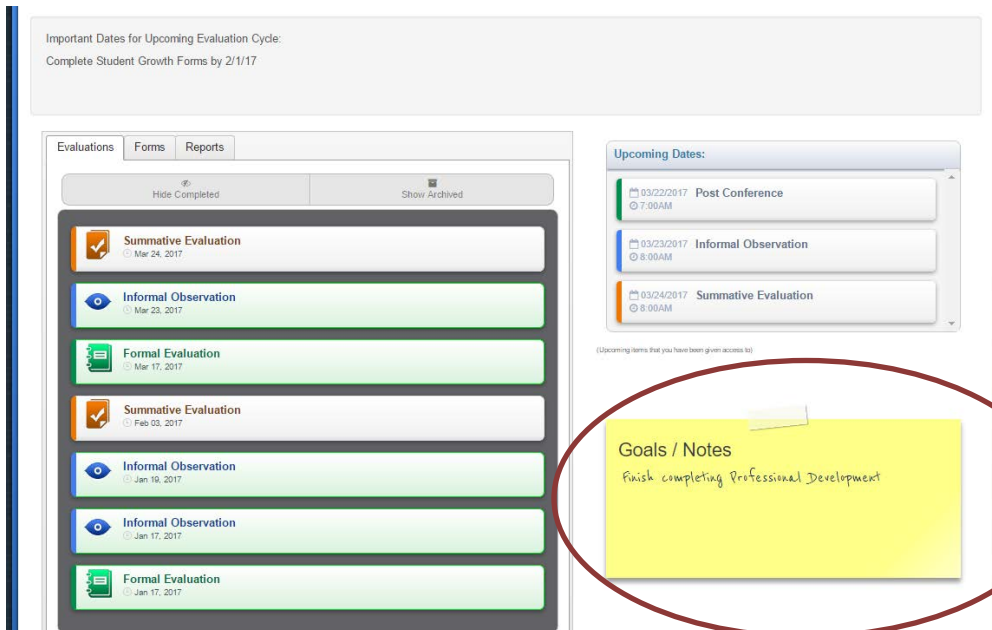 Important Dates for Upcoming Evaluation Cycle:
Complete Student Growth Forms by 2/1/17
Evaluations Forms Reports
Hide Completed Show Archived
Summative Evaluation
Mar 24, 2017
Informal Observation
Mar 23, 2017
Formal Evaluation
Mar 17, 2017
Summative Evaluation
Feb 03, 2017
Informal Observation
Jan 19, 2017
Informal Observation
Jan 17, 2017
Formal Evaluation
Jan 17, 2017
Upcoming Dates:
03/22/2017 Post Conference
7:00AM
03/23/2017 Informal Observation
8:00AM
03/24/2017 Summative Evaluation
8:00AM
(Upcoming items that you have been given access to)
Goals / Notes
Finish completing Professional Development